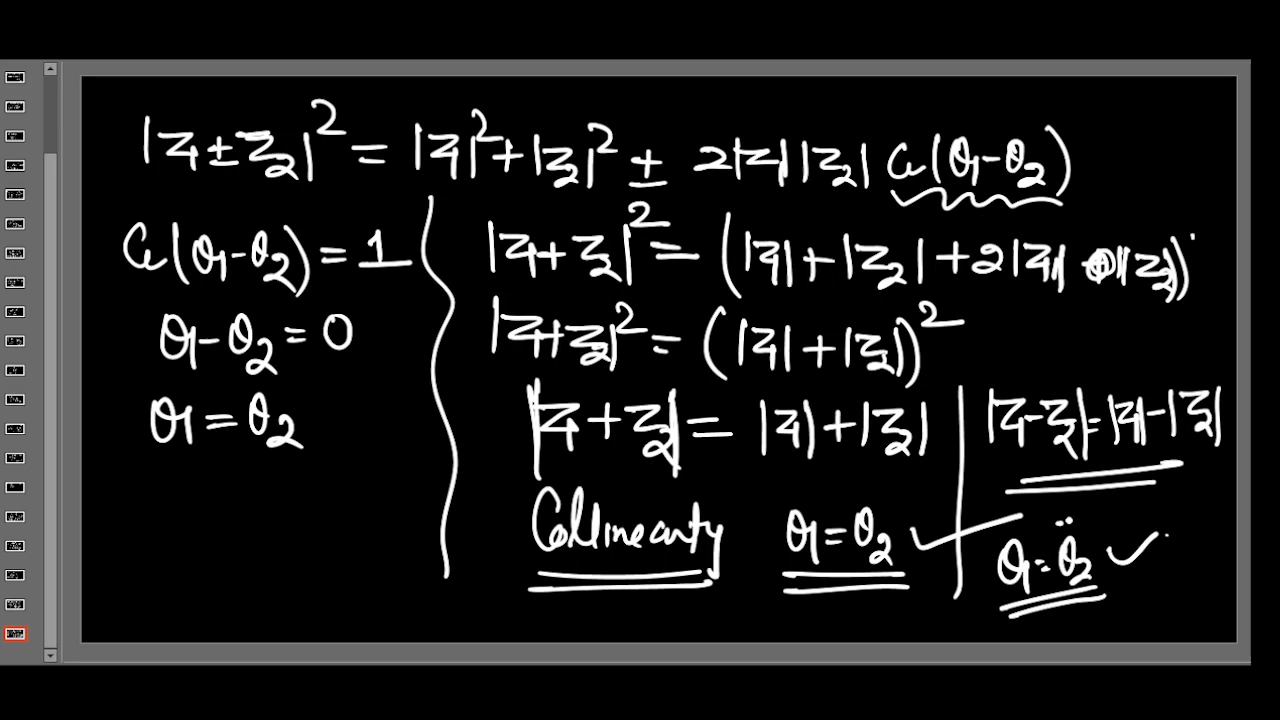 |z₁ ± z₂|² = |z₁|² + |z₂|² ± 2|z₁| |z₂| Cos(θ₁-θ₂)
Cos(θ₁-θ₂) = 1
θ₁-θ₂ = 0
θ₁ = θ₂
|z₁+z₂|² = (|z₁| + |z₂| + 2|z₁| |z₂|)
|z₁+z₂|² = (|z₁| + |z₂|)²
|z₁+z₂| = |z₁| + |z₂|
Collinearity θ₁ = θ₂
|z₁-z₂| = |z₁|-|z₂|
θ₁ = θ₂